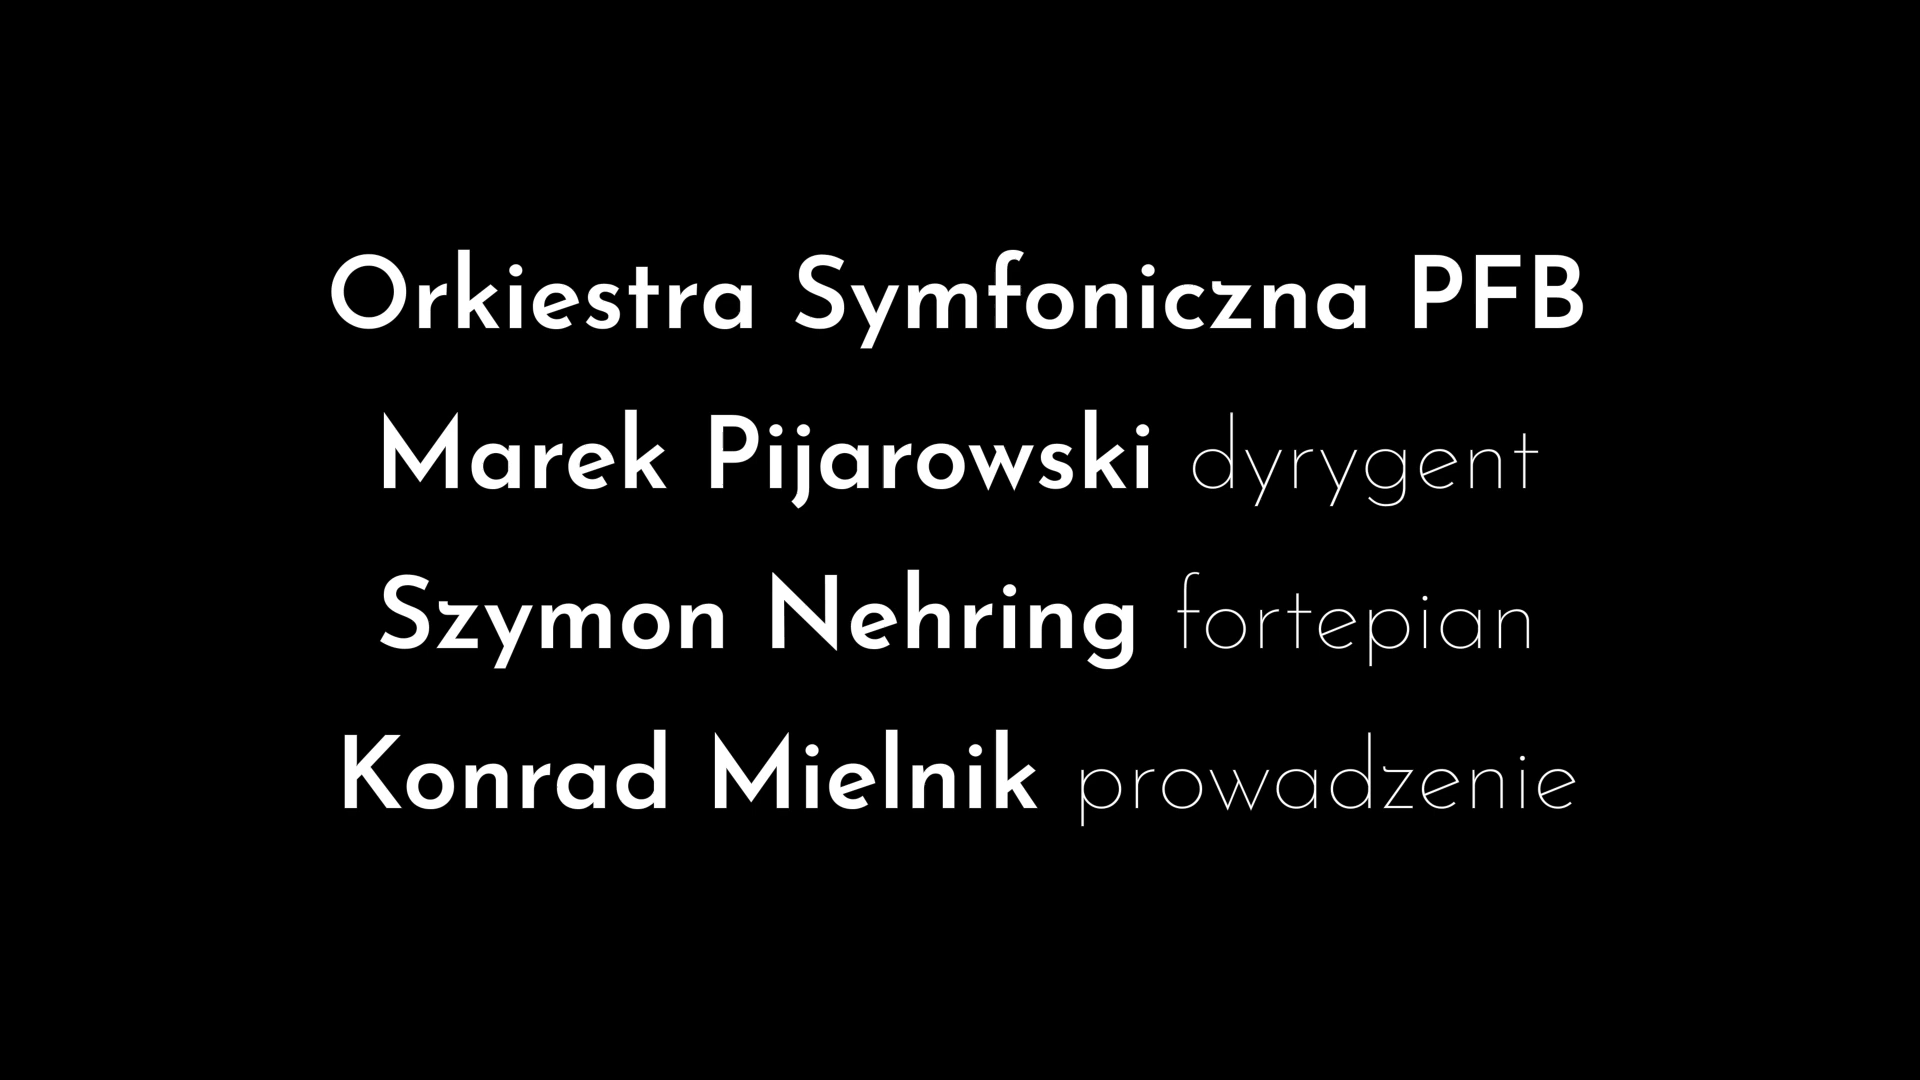 Orkiestra Symfoniczna PFB
Marek Pijarowski dyrygent
Szymon Nehring fortepian
Konrad Mielnik prowadzenie